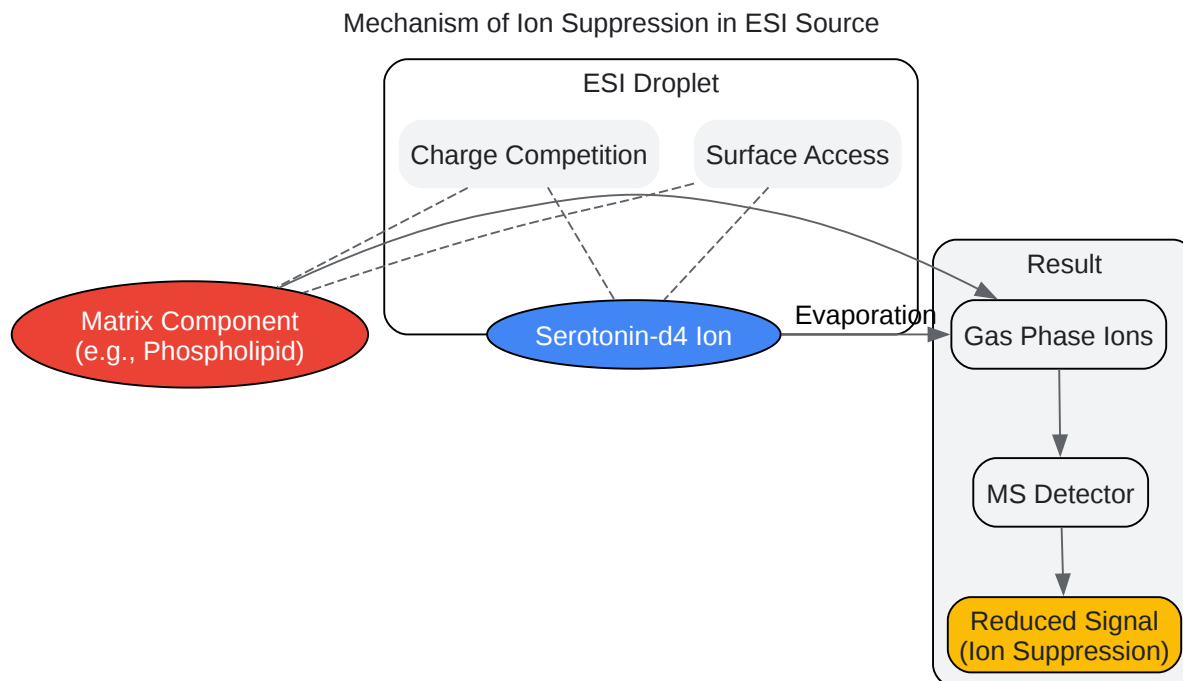 Mechanism of Ion Suppression in ESI Source
ESI Droplet
Charge Competition
Surface Access
Matrix Component
(e.g., Phospholipid)
Serotonin-d4 Ion
Evaporation
Result
Gas Phase Ions
MS Detector
Reduced Signal
(Ion Suppression)